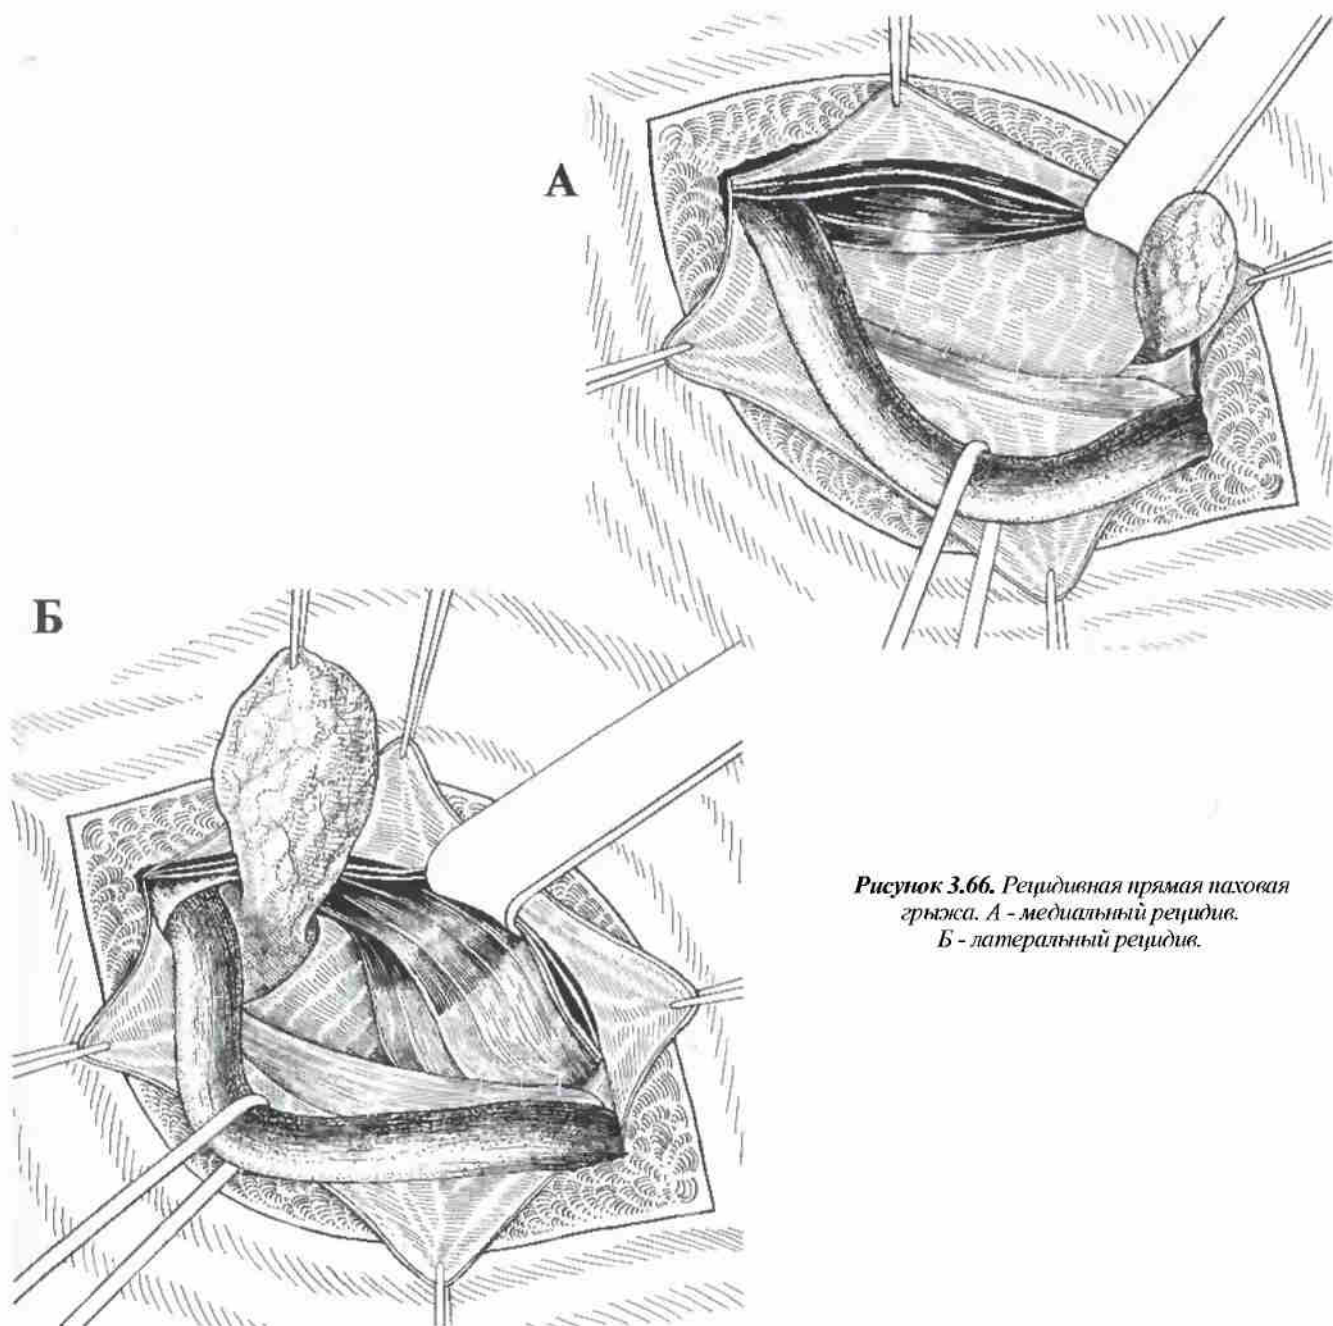 А
Б
Рисунок 3.66. Рецидивная прямая паховая
грыжа. А - медиальный рецидив.
Б - латеральный рецидив.